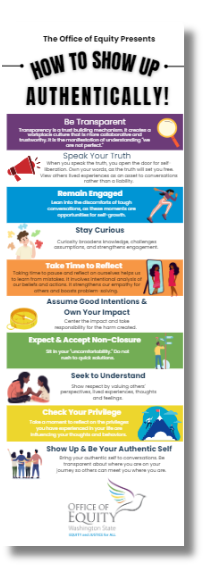 The Office of Equity Presents
HOW TO SHOW UP
AUTHENTICALLY!
Be Transparent
Transparency is a trust building mechanism. It creates a
workplace culture that is more collaborative and
trustworthy. It is the manifestation of understanding "we
are not perfect."
Speak Your Truth
When you speak the truth, you open the door for self-
liberation. Own your words, as the truth will set you free.
View others lived experiences as an asset to conversations
rather than a liability.
Remain Engaged
Lean into the discomforts of tough
conversations, as these moments are
opportunities for self-growth.
Stay Curious
Curiosity broadens knowledge, challenges
assumptions, and strengthens engagement.
Take Time to Reflect
Taking time to pause and reflect on ourselves helps us
to learn from mistakes. It involves intentional analysis of
our beliefs and actions. It strengthens our empathy for
others and boosts problem-solving.
Assume Good Intentions &
Own Your Impact
Center the impact and take
responsibility for the harm created.
Expect & Accept Non-Closure
Sit in your "uncomfortability." Do not
rush to quick solutions.
Seek to Understand
Show respect by valuing others'
perspectives, lived experiences, thoughts
and feelings.
Check Your Privilege
Take a moment to reflect on the privileges
you have experienced in your life are
influencing your thoughts and behaviors.
Show Up & Be Your Authentic Self
Bring your authentic self to conversations. Be
transparent about where you are on your
journey so others can meet you where you are.
OFFICE OF
EQUITY
Washington State
EQUITY and JUSTICE for ALL